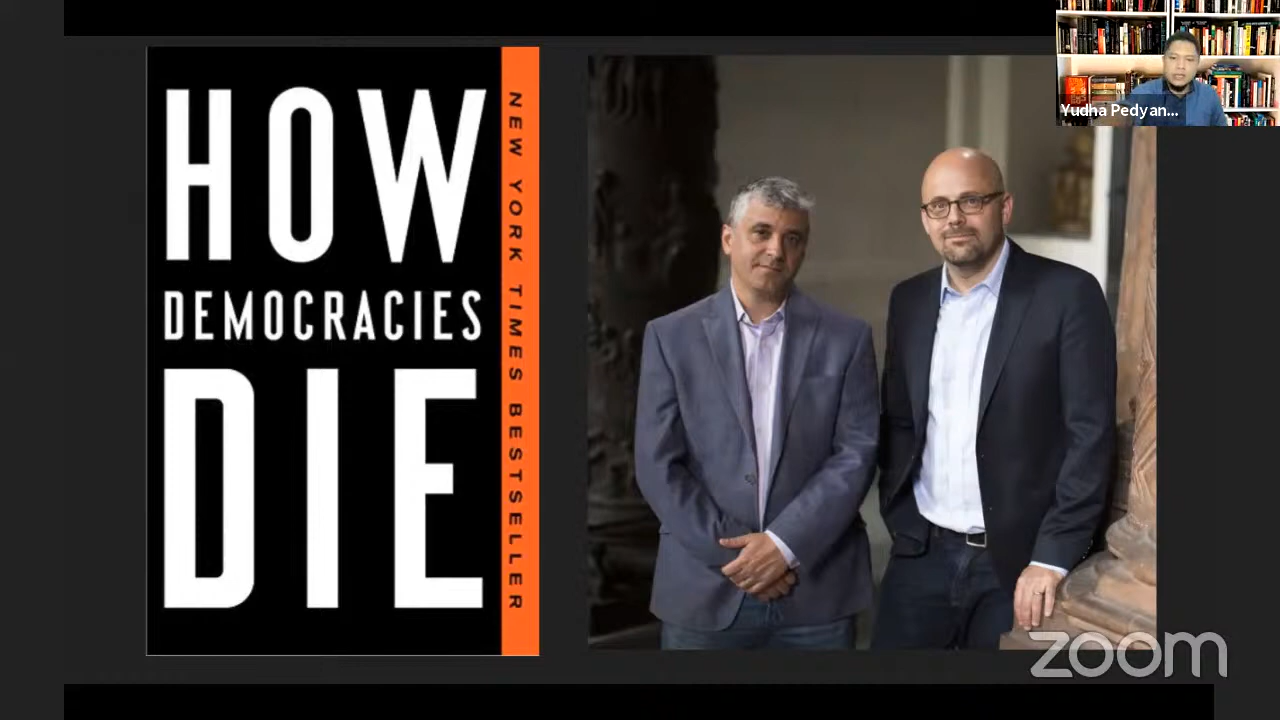 HOW
DEMOCRACIES
DIE
NEW YORK TIMES BESTSELLER
Yudha Pedyan...
zoom